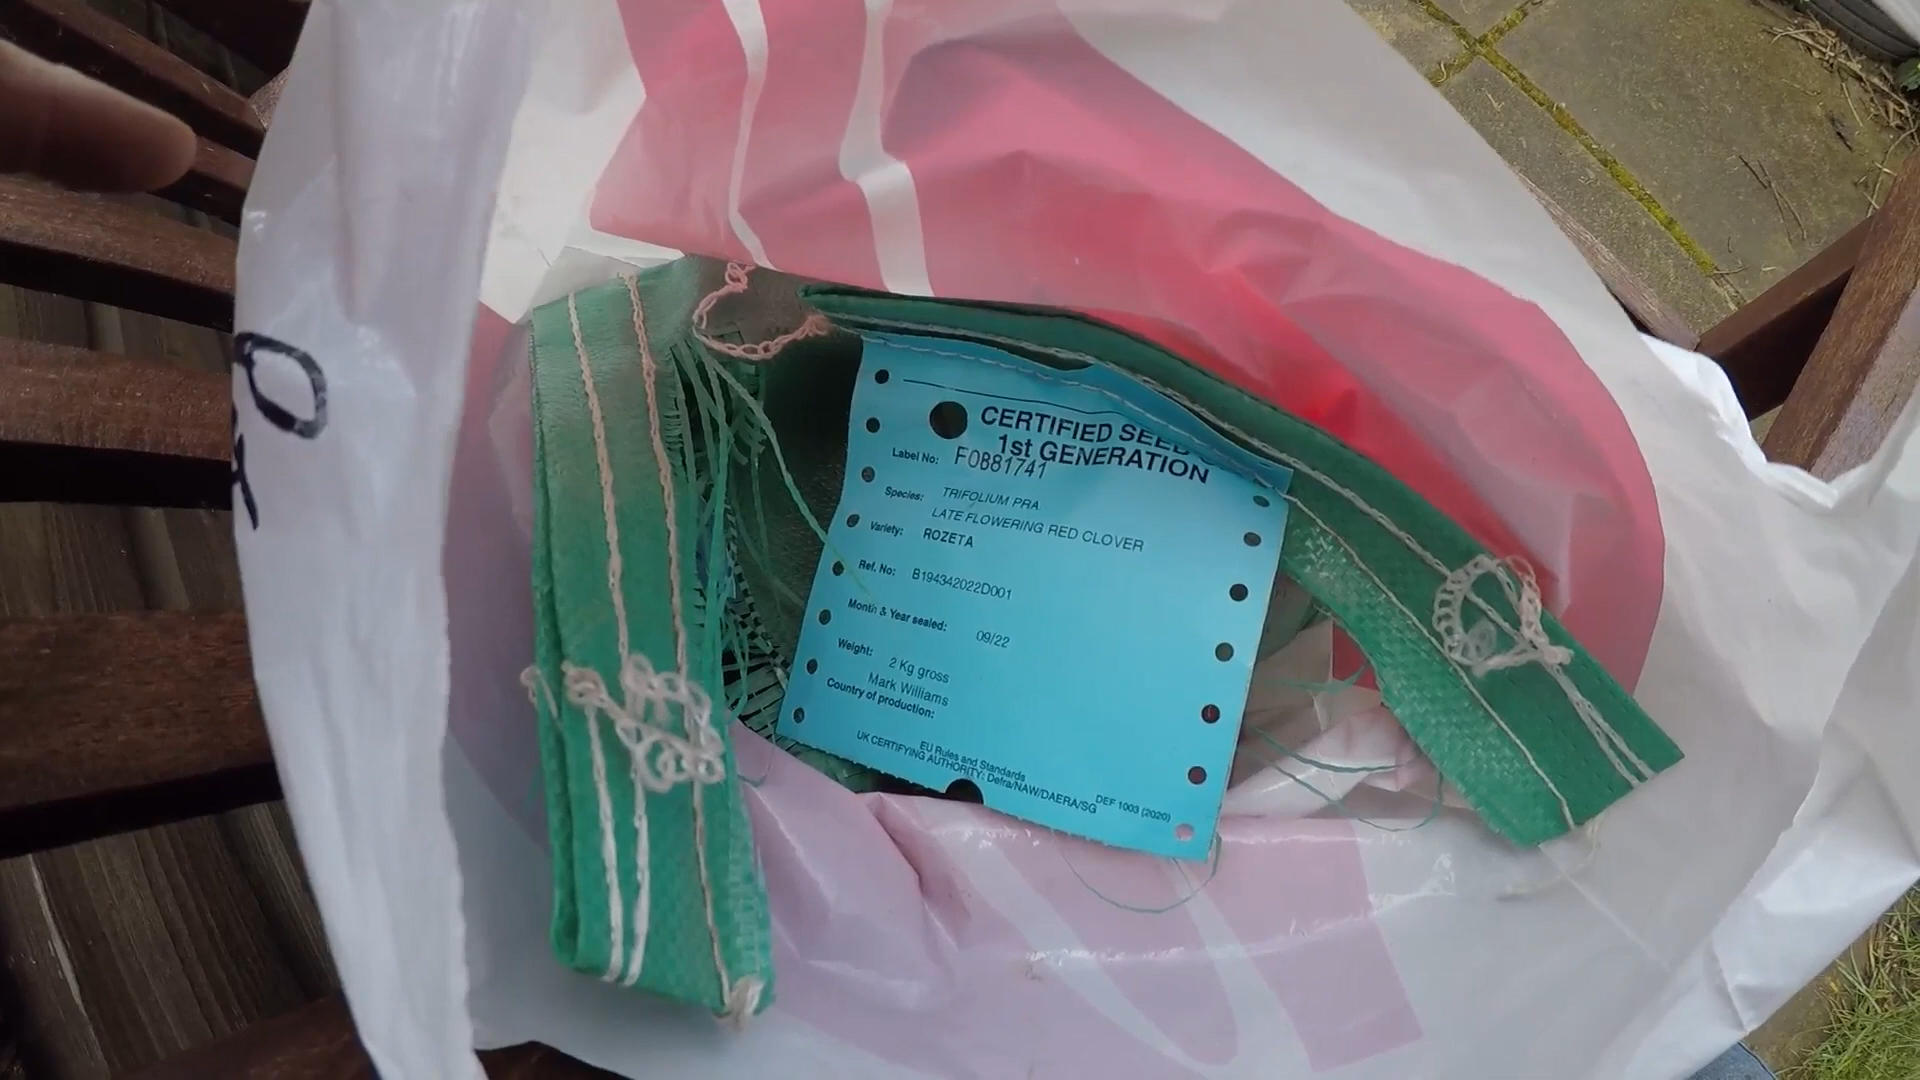 CERTIFIED SEED
1st GENERATION
Label No: F0B81741
Species: TRIFOLIUM PRA
LATE FLOWERING RED CLOVER
Variety: ROZETA
Ref. No: B194342022D001
Month & Year sealed: 09/22
Weight: 2 Kg gross
Mark Williams
Country of production:
EU Rules and Standards
UK CERTIFYING AUTHORITY: Defra/NAW/DAERA/SG
DEF 1003 (2020)